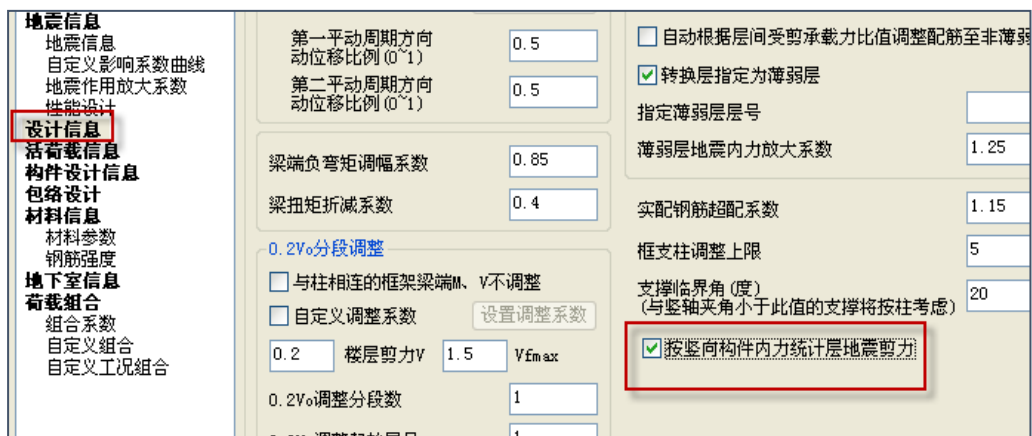 地震信息
地震信息
自定义影响系数曲线
地震作用放大系数
性能设计
设计信息
活荷载信息
构件设计信息
包络设计
材料信息
材料参数
钢筋强度
地下室信息
荷载组合
组合系数
自定义组合
自定义工况组合
第一平动周期方向
动位移比例(0~1)
0.5
第二平动周期方向
动位移比例(0~1)
0.5
梁端负弯矩调幅系数
0.85
梁扭矩折减系数
0.4
0.2V₀分段调整
与柱相连的框架梁端M、V不调整
自定义调整系数
设置调整系数
0.2
楼层剪力V
1.5
Vfmax
0.2V₀调整分段数
1
自动根据层间受剪承载力比值调整配筋至非薄弱
转换层指定为薄弱层
指定薄弱层层号
薄弱层地震内力放大系数
1.25
实配钢筋超配系数
1.15
框支柱调整上限
5
支撑临界角(度)
(与竖轴夹角小于此值的支撑将按柱考虑)
20
按竖向构件内力统计层地震剪力